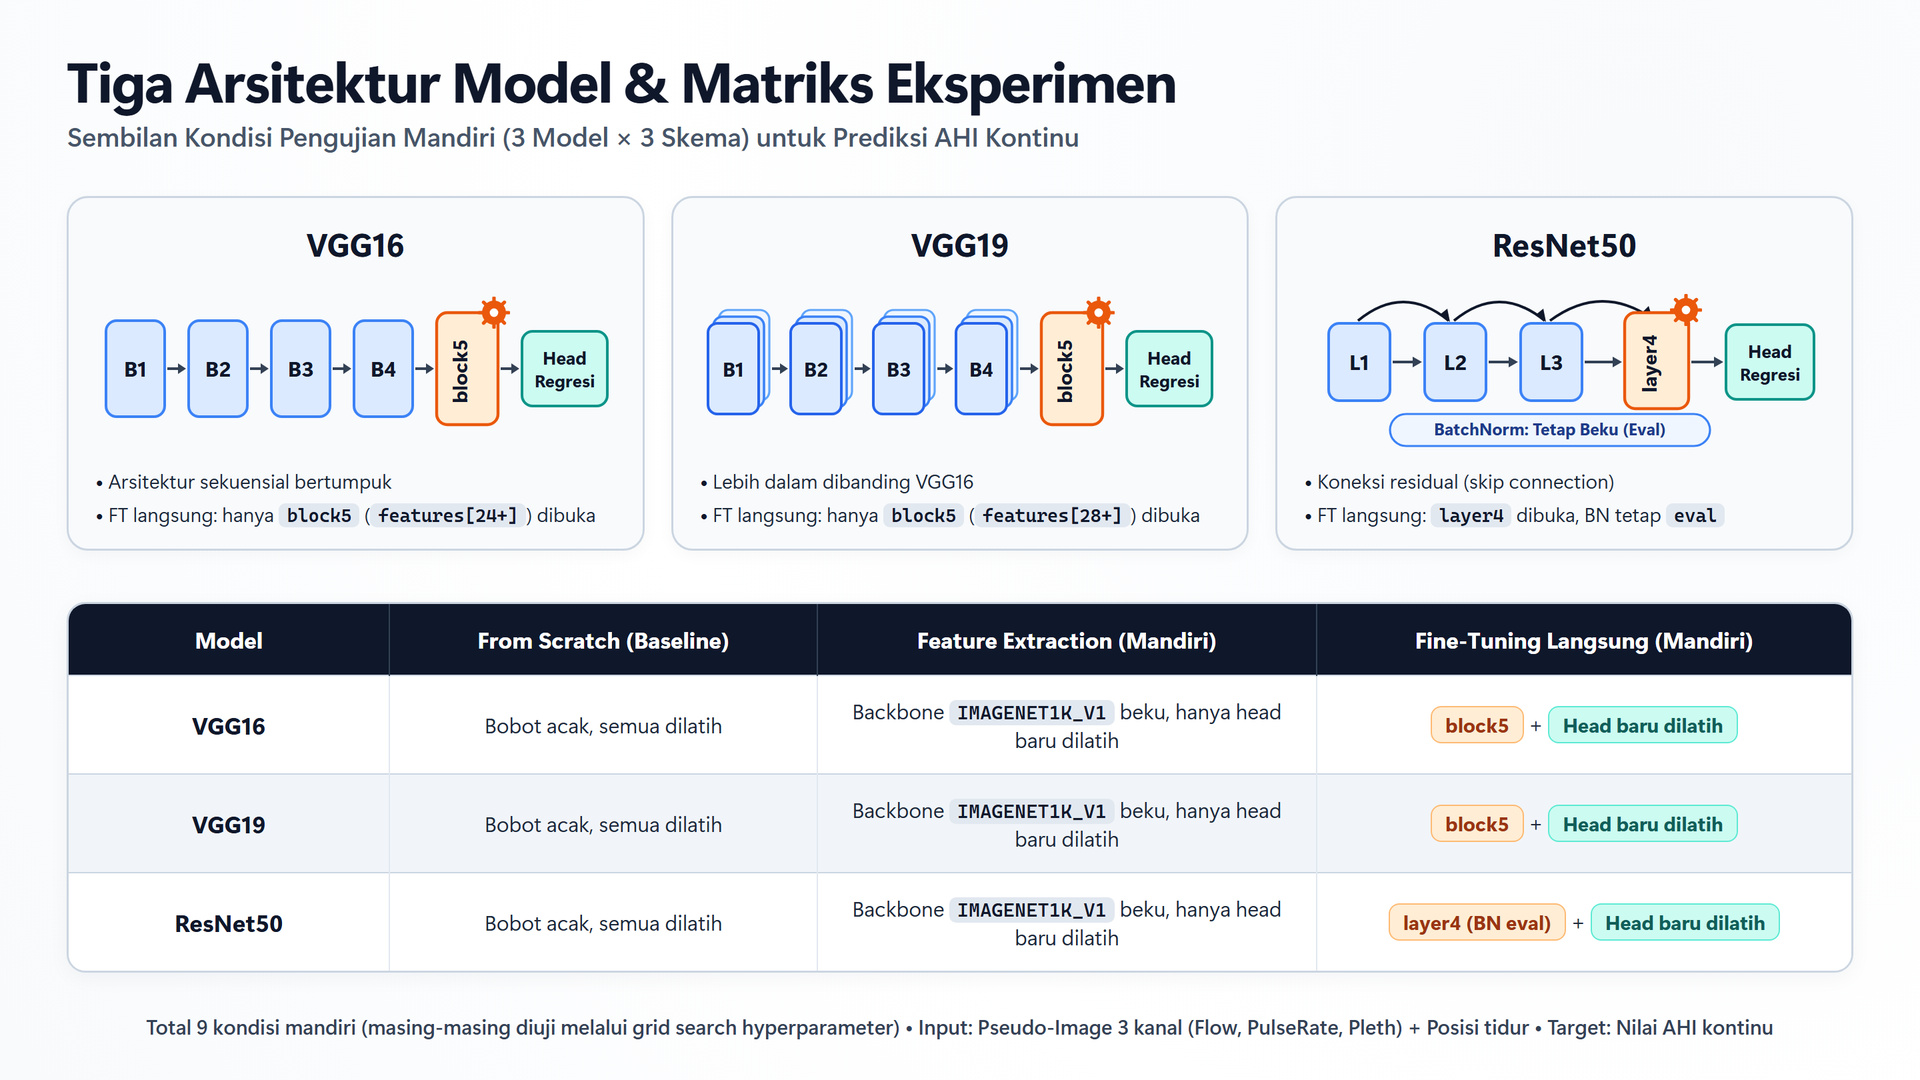 Tiga Arsitektur Model & Matriks Eksperimen
Sembilan Kondisi Pengujian Mandiri (3 Model × 3 Skema) untuk Prediksi AHI Kontinu
VGG16
B1
B2
B3
B4
block5
Head
Regresi
• Arsitektur sekuensial bertumpuk
• FT langsung: hanya block5 (features[24+]) dibuka
VGG19
B1
B2
B3
B4
block5
Head
Regresi
• Lebih dalam dibanding VGG16
• FT langsung: hanya block5 (features[28+]) dibuka
ResNet50
L1
L2
L3
layer4
Head
Regresi
BatchNorm: Tetap Beku (Eval)
• Koneksi residual (skip connection)
• FT langsung: layer4 dibuka, BN tetap eval
Model
From Scratch (Baseline)
Feature Extraction (Mandiri)
Fine-Tuning Langsung (Mandiri)
VGG16
Bobot acak, semua dilatih
Backbone IMAGENET1K_V1 beku, hanya head
baru dilatih
block5 + Head baru dilatih
VGG19
Bobot acak, semua dilatih
Backbone IMAGENET1K_V1 beku, hanya head
baru dilatih
block5 + Head baru dilatih
ResNet50
Bobot acak, semua dilatih
Backbone IMAGENET1K_V1 beku, hanya head
baru dilatih
layer4 (BN eval) + Head baru dilatih
Total 9 kondisi mandiri (masing-masing diuji melalui grid search hyperparameter) • Input: Pseudo-Image 3 kanal (Flow, PulseRate, Pleth) + Posisi tidur • Target: Nilai AHI kontinu